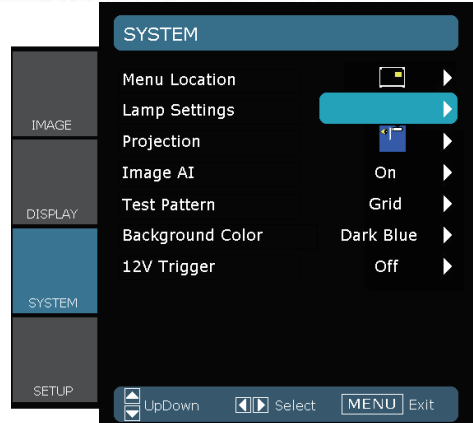 SYSTEM
IMAGE
DISPLAY
SYSTEM
SETUP
Menu Location
Lamp Settings
Projection
Image AI On
Test Pattern Grid
Background Color Dark Blue
12V Trigger Off
UpDown Select MENU Exit